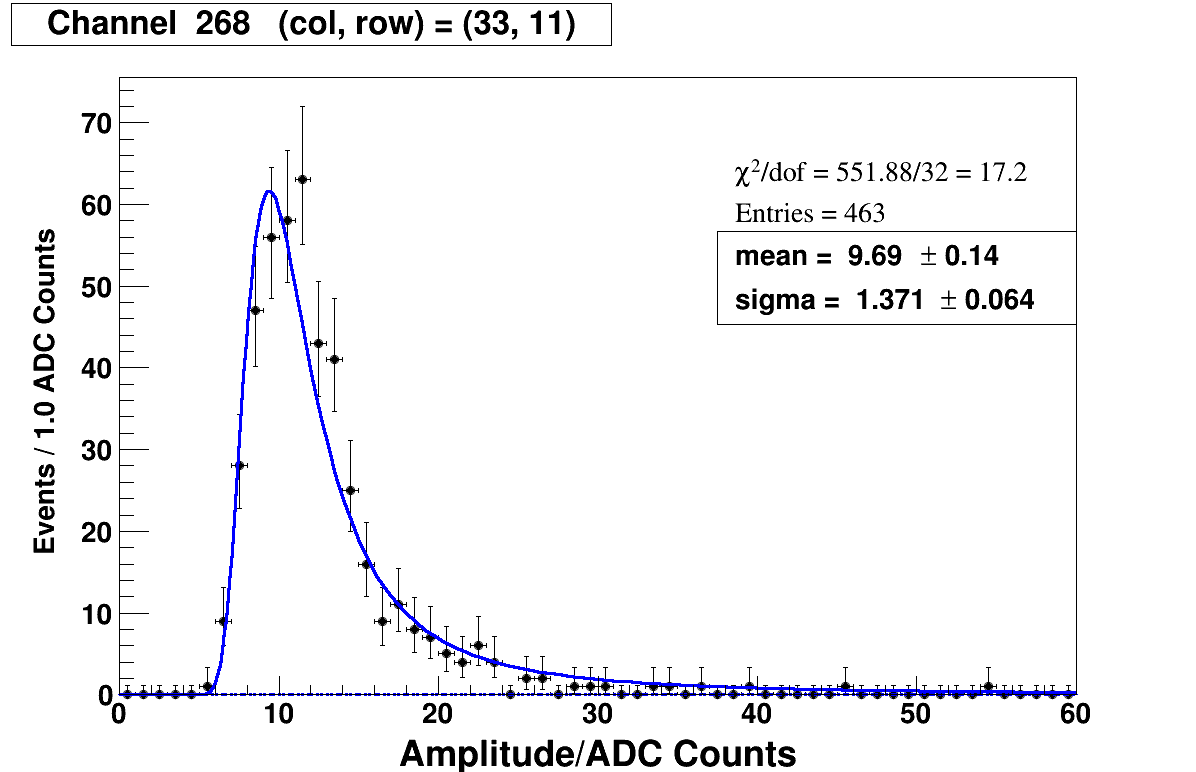 Channel 268 (col, row) = (33, 11)
χ²/dof = 551.88/32 = 17.2
Entries = 463
mean = 9.69 ± 0.14
sigma = 1.371 ± 0.064
Events / 1.0 ADC Counts
70
60
50
40
30
20
10
0
0 10 20 30 40 50 60
Amplitude/ADC Counts